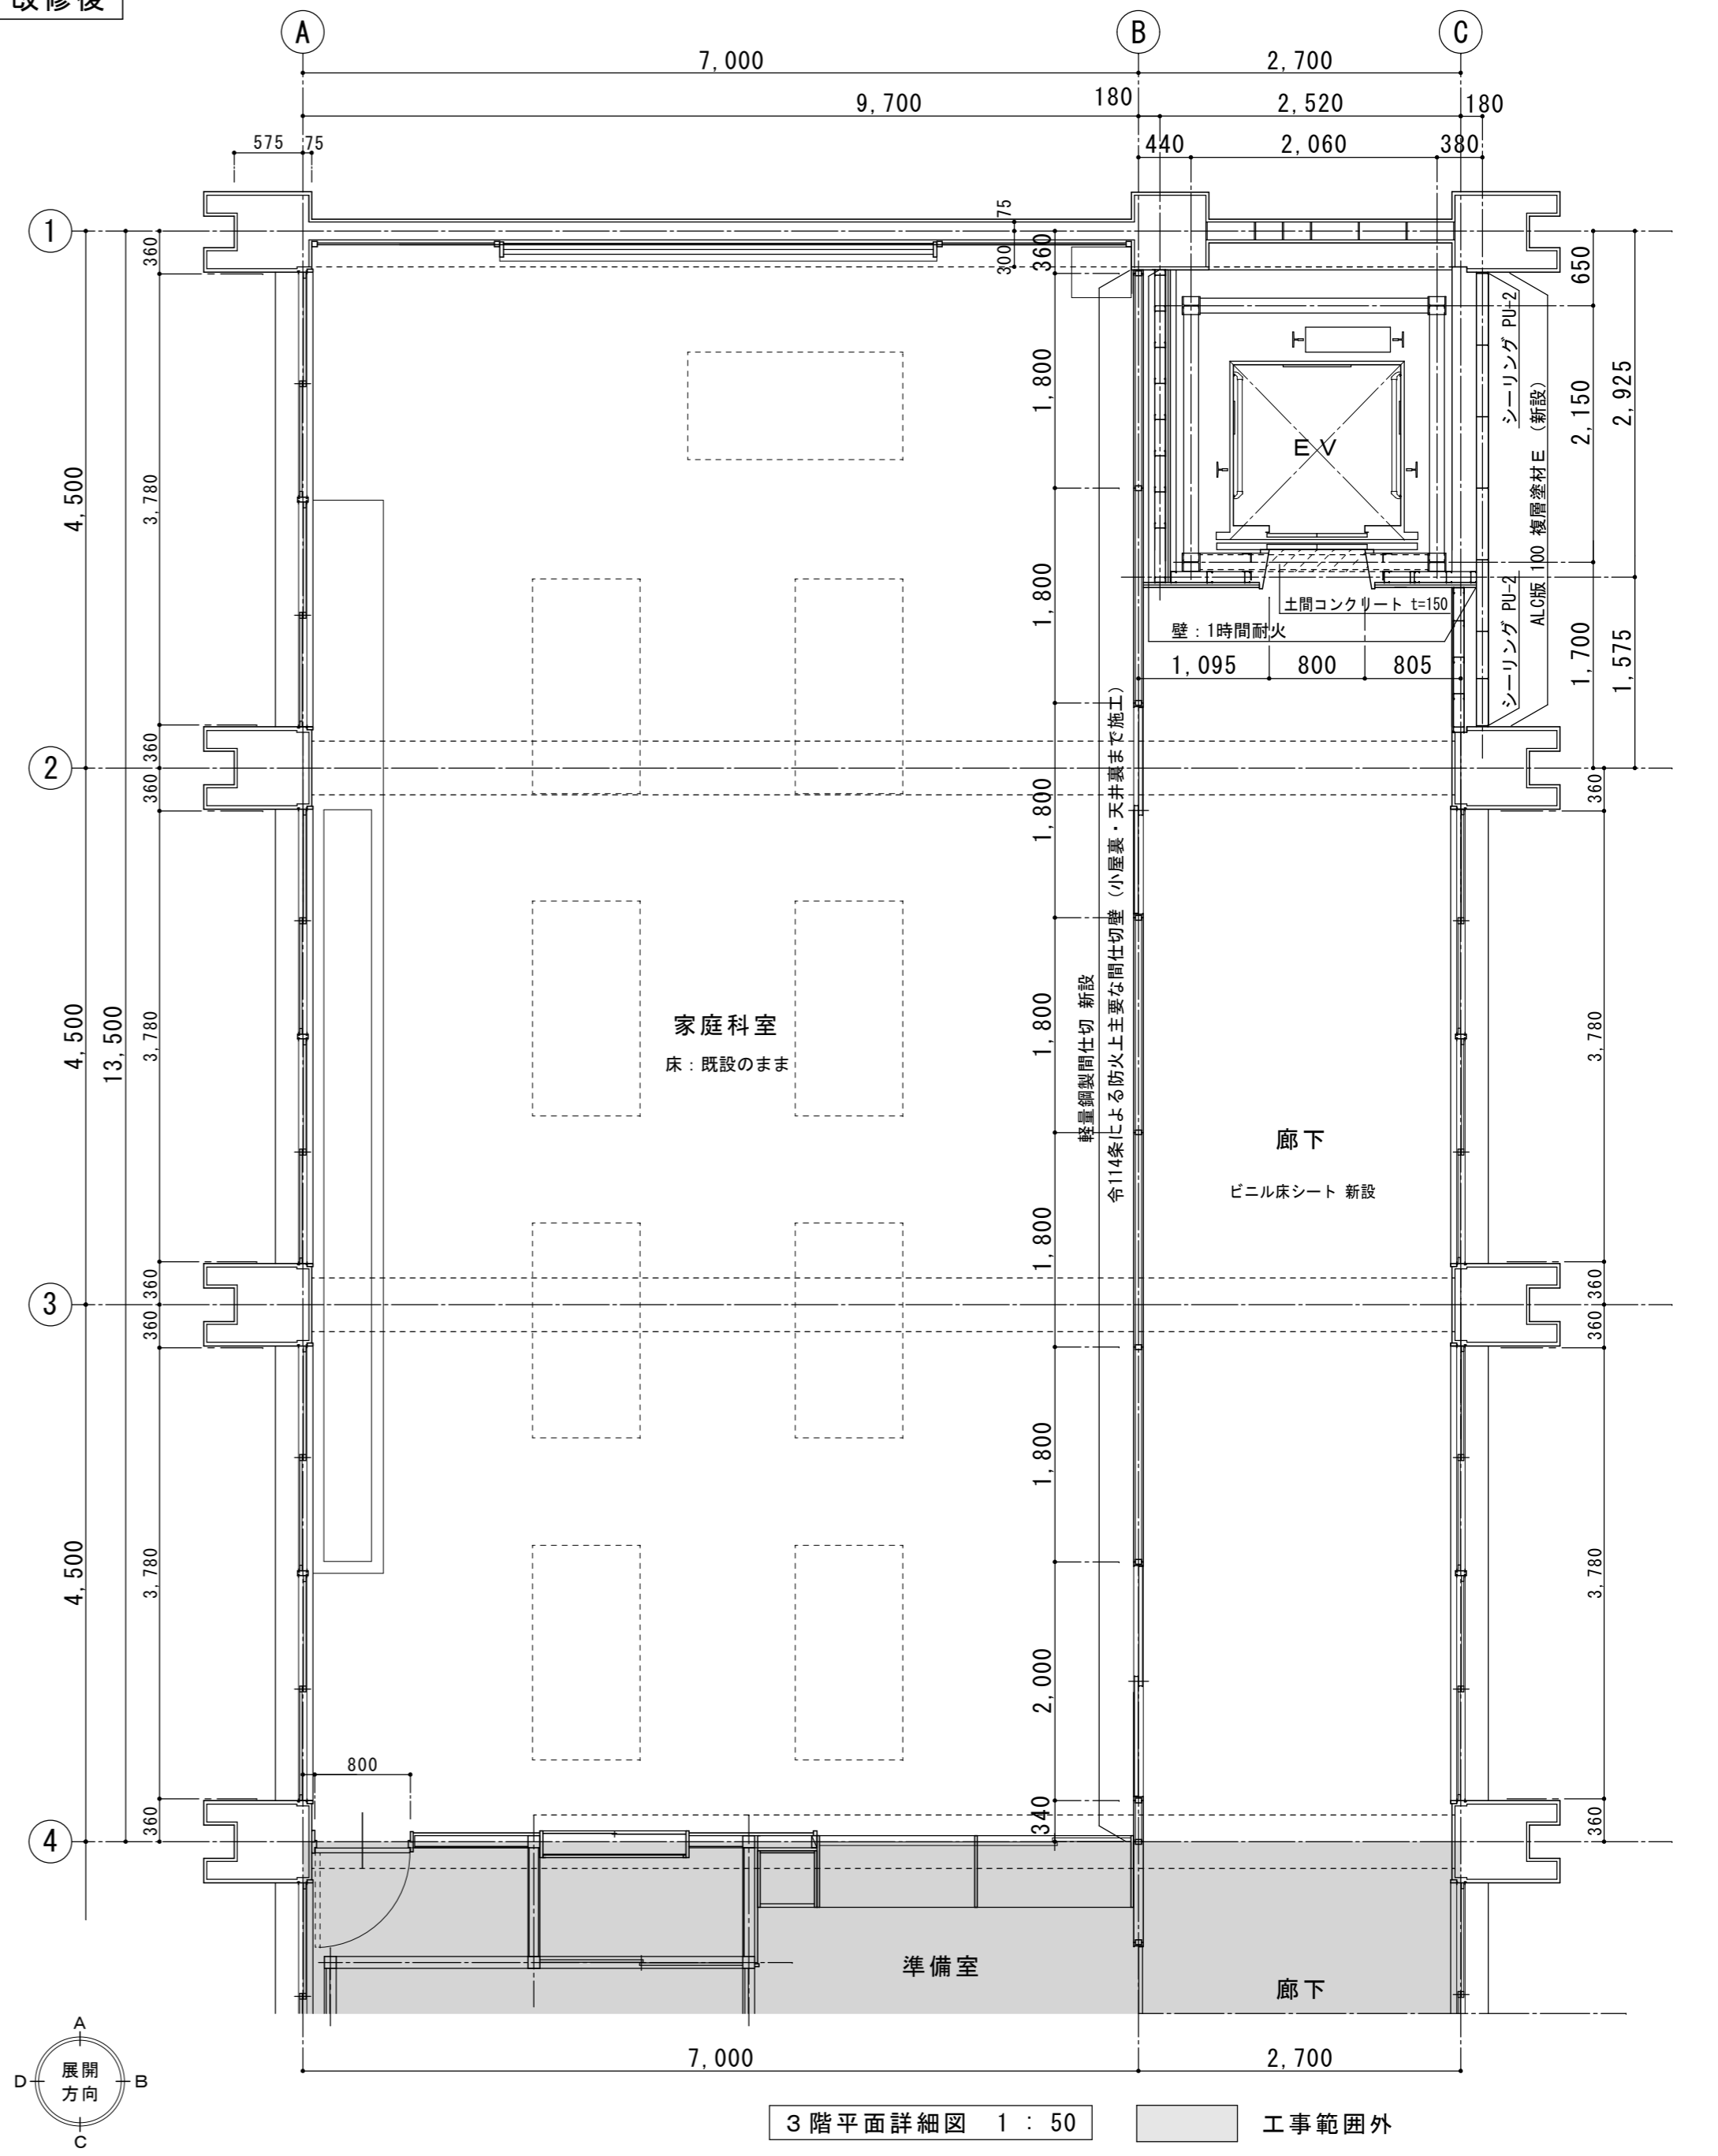 改修後
A
B
C
7,000
2,700
9,700
180
2,520
180
575
75
440
2,060
380
1
360
75
300
360
650
シーリング PU-2
ALC版 100 複層塗材E（新設）
シーリング PU-2
2,150
2,925
1,700
1,575
4,500
3,780
1,800
EV
1,800
土間コンクリート t=150
壁：1時間耐火
1,095
800
805
2
360
360
1,800
360
軽量鋼製間仕切 新設
令114条による防火上主要な間仕切壁（小屋裏・天井裏まで施工）
4,500
13,500
3,780
家庭科室
床：既設のまま
1,800
3,780
廊下
ビニル床シート 新設
1,800
3
360
360
360
360
1,800
4,500
3,780
3,780
2,000
800
4
360
340
360
準備室
廊下
A
D
展開
方向
B
C
7,000
2,700
3階平面詳細図 1 : 50
工事範囲外